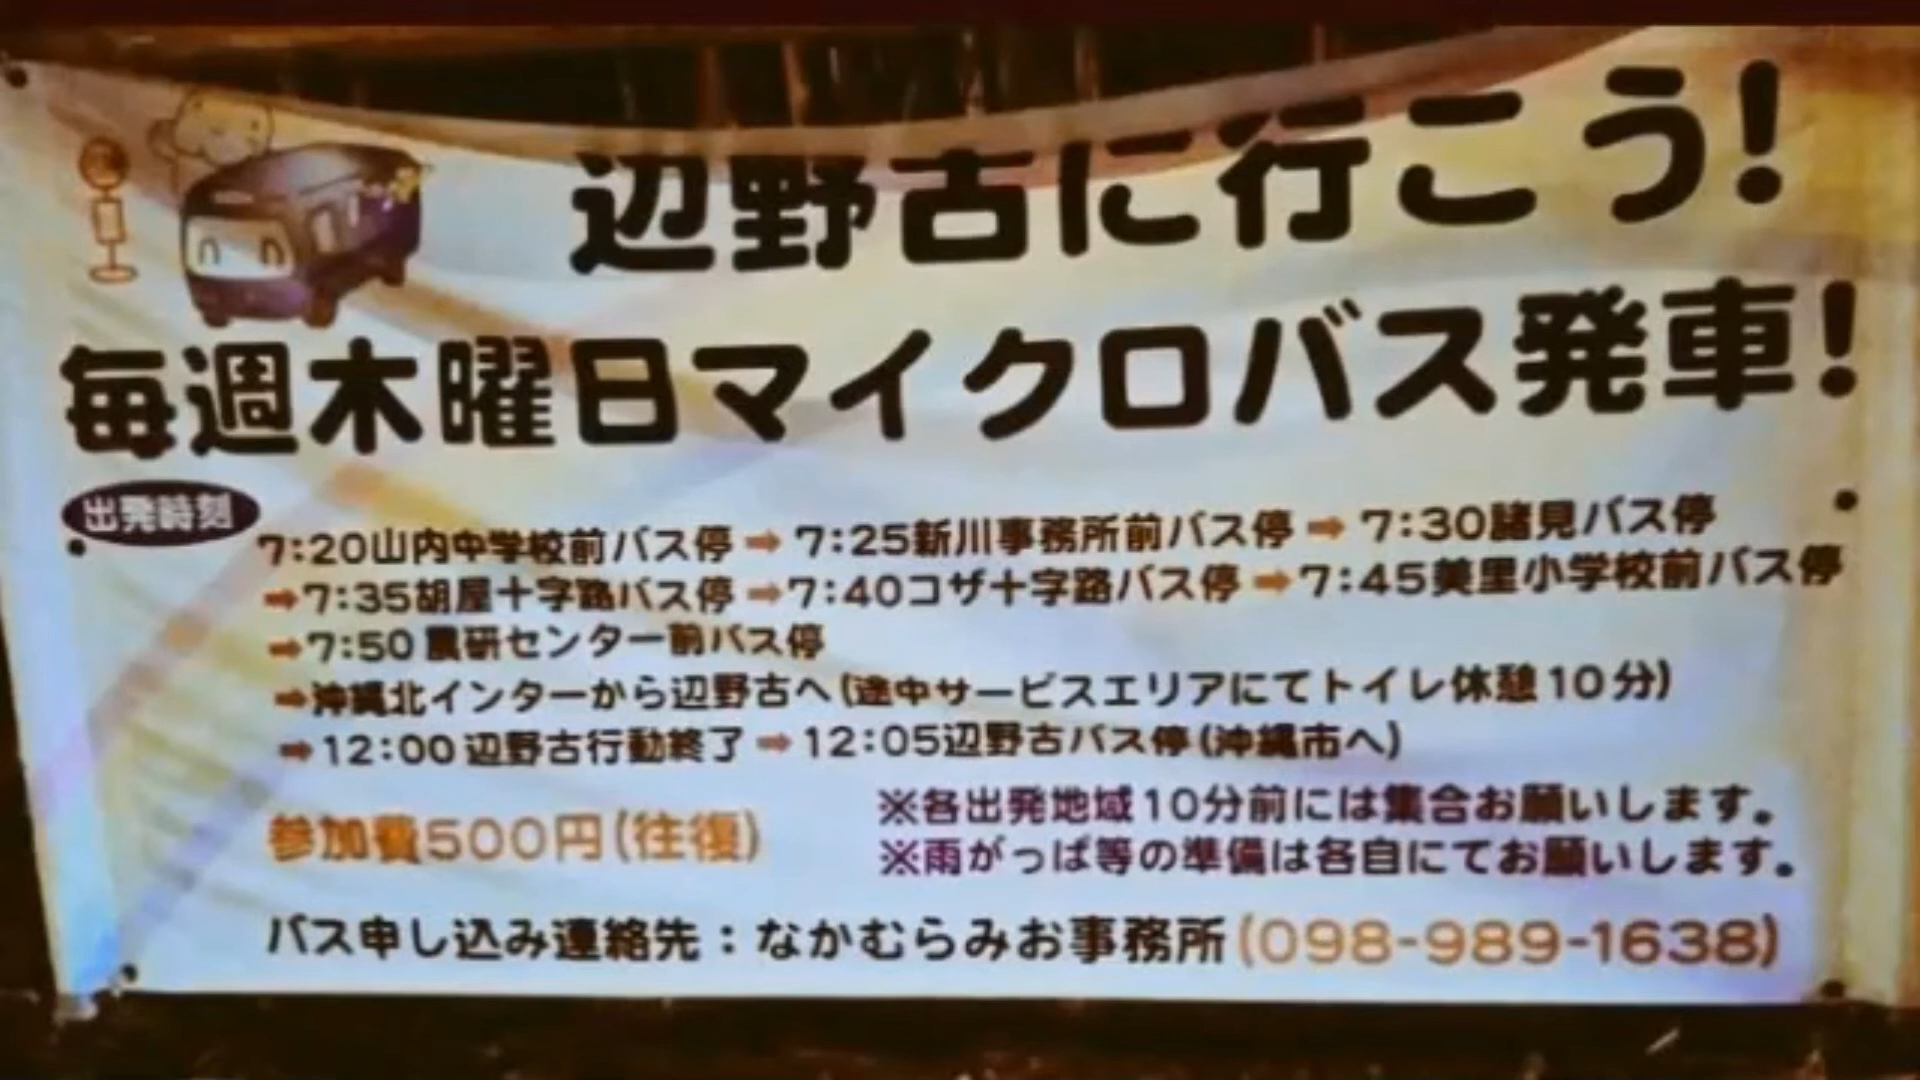 辺野古に行こう!
毎週木曜日マイクロバス発車!
出発時刻
7:20山内中学校前バス停➡7:25新川事務所前バス停➡7:30諸見バス停
➡7:35胡屋十字路バス停➡7:40コザ十字路バス停➡7:45美里小学校前バス停
➡7:50農研センター前バス停
➡沖縄北インターから辺野古へ(途中サービスエリアにてトイレ休憩10分)
➡12:00辺野古行動終了➡12:05辺野古バス停(沖縄市へ)
参加費500円(往復)
※各出発地域10分前には集合お願いします。
※雨がっぱ等の準備は各自にてお願いします。
バス申し込み連絡先:なかむらみお事務所(098-989-1638)